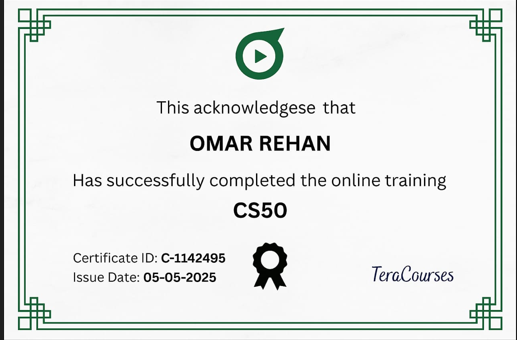 This acknowledgese that
OMAR REHAN
Has successfully completed the online training
CS50
Certificate ID: C-1142495
Issue Date: 05-05-2025
TeraCourses